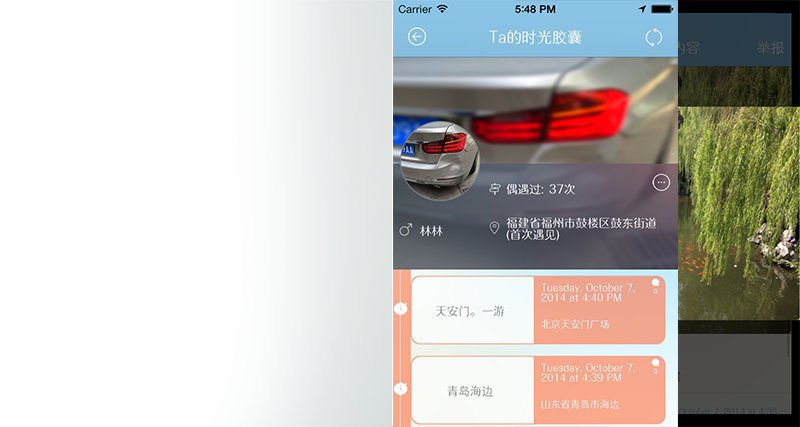 Carrier 5:48 PM
Ta的时光胶囊
内容 举报
偶遇过: 37次
林林
福建省福州市鼓楼区鼓东街道
(首次遇见)
天安门。一游
Tuesday, October 7,
2014 at 4:40 PM
0
北京天安门广场
青岛海边
Tuesday, October 7,
2014 at 4:39 PM
0
山东省青岛市海边
October 7, 2014 at 4:38